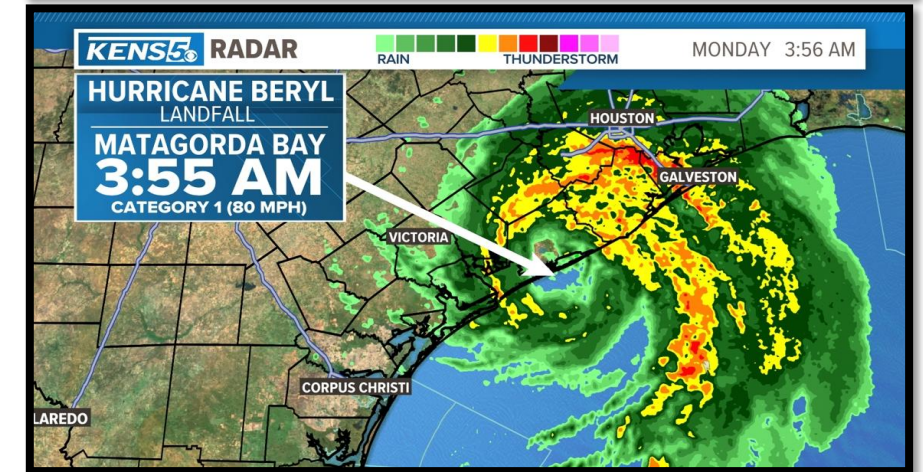 KENS5 RADAR
RAIN
THUNDERSTORM
MONDAY 3:56 AM
HURRICANE BERYL
LANDFALL
MATAGORDA BAY
3:55 AM
CATEGORY 1 (80 MPH)
HOUSTON
GALVESTON
VICTORIA
CORPUS CHRISTI
LAREDO